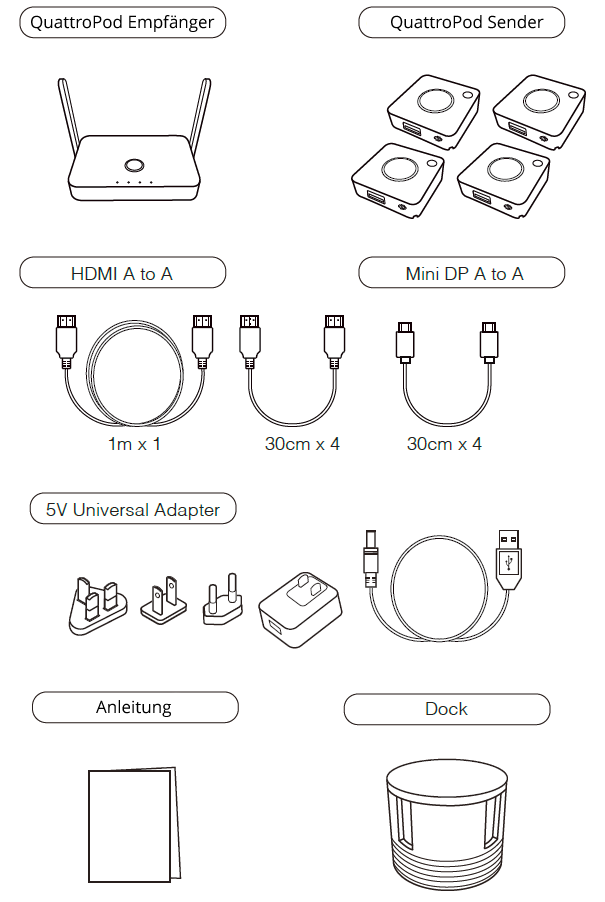 QuattroPod Empfänger
QuattroPod Sender
HDMI A to A
Mini DP A to A
1m x 1
30cm x 4
30cm x 4
5V Universal Adapter
Anleitung
Dock